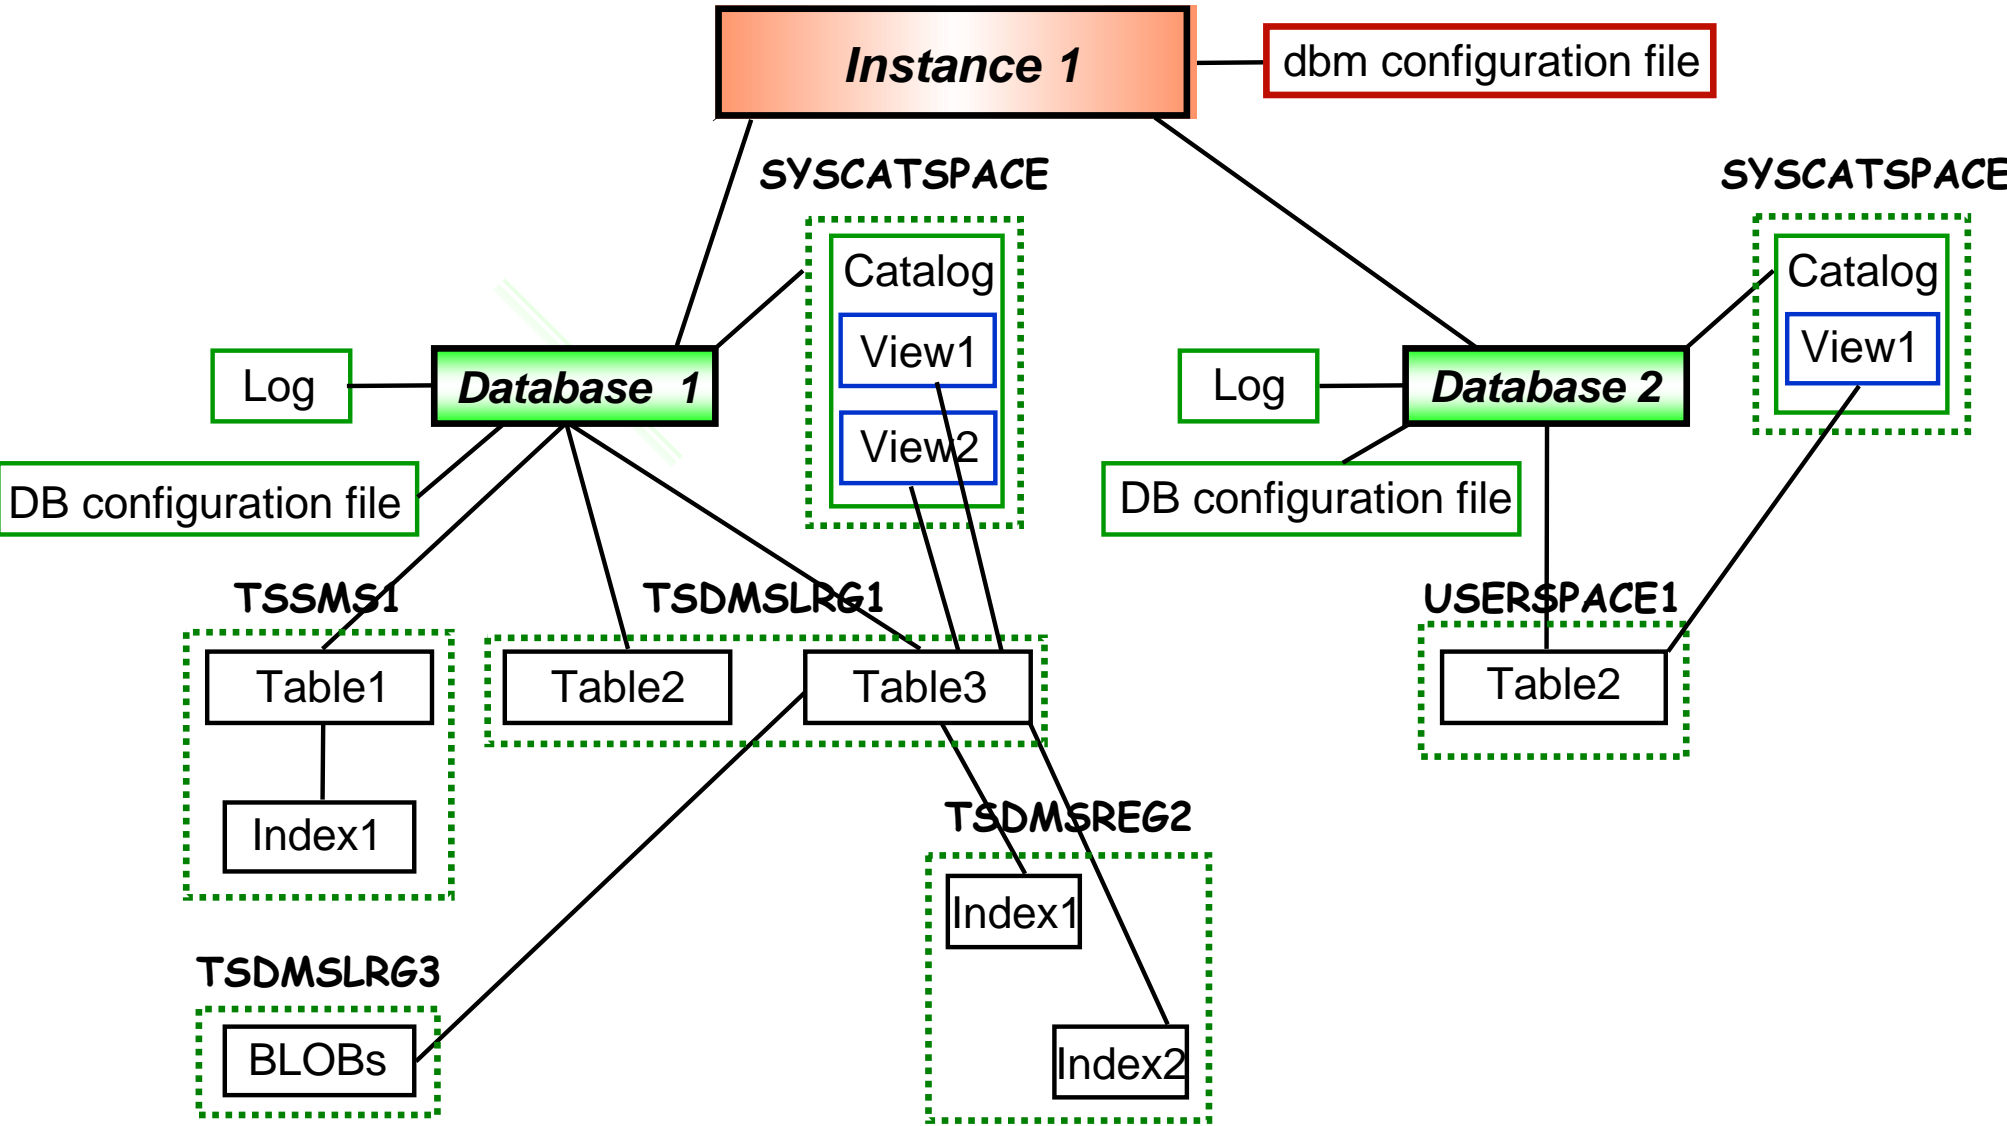 Instance 1
dbm configuration file
SYSCATSPACE
SYSCATSPACE
Catalog
View1
View2
Catalog
View1
Log
Database 1
Log
Database 2
DB configuration file
DB configuration file
TSSMS1
TSDMSLRG1
USERSPACE1
Table1
Table2
Table3
Table2
Index1
TSDMSREG2
Index1
TSDMSLRG3
BLOBs
Index2